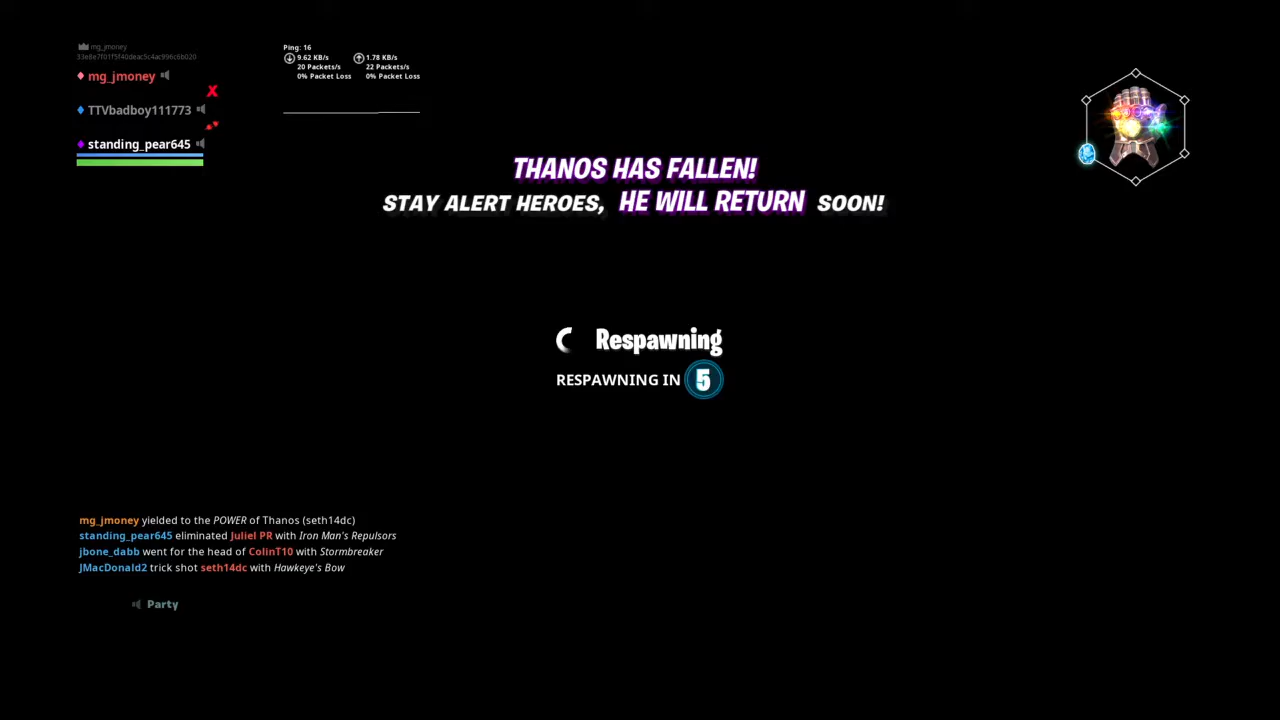 mg_jmoney
mg_jmoney
TTVbadboy111773
standing_pear645
Ping: 16
9.62 KB/s 1.78 KB/s
20 Packets/s 22 Packets/s
0% Packet Loss 0% Packet Loss
THANOS HAS FALLEN!
STAY ALERT HEROES, HE WILL RETURN SOON!
Respawning
RESPAWNING IN 5
mg_jmoney yielded to the POWER of Thanos (seth14dc)
standing_pear645 eliminated Juliel PR with Iron Man's Repulsors
jbone_dabb went for the head of ColinT10 with Stormbreaker
JMacDonald2 trick shot seth14dc with Hawkeye's Bow
Party